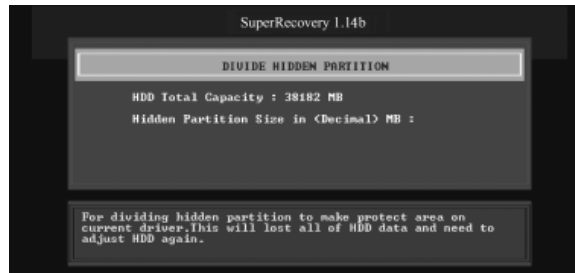 SuperRecovery 1.14b
DIVIDE HIDDEN PARTITION
HDD Total Capacity : 38182 MB
Hidden Partition Size in <Decimal> MB :
For dividing hidden partition to make protect area on
current driver.This will lost all of HDD data and need to
adjust HDD again.